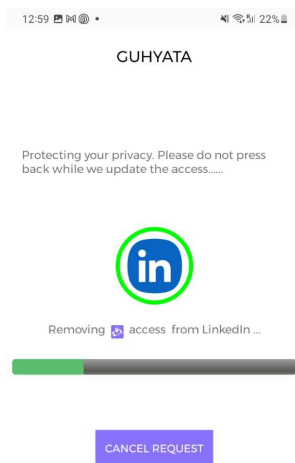 12:59 22%
GUHYATA
Protecting your privacy. Please do not press
back while we update the access......
in
Removing access from LinkedIn ...
CANCEL REQUEST